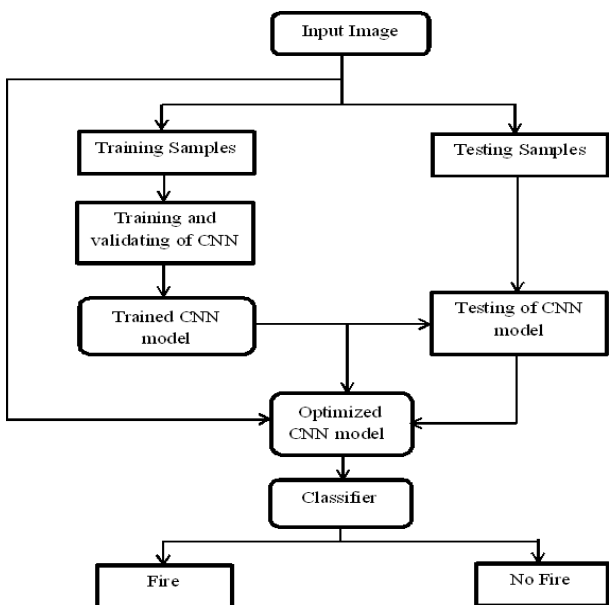 Input Image
Training Samples
Testing Samples
Training and
validating of CNN
Trained CNN
model
Testing of CNN
model
Optimized
CNN model
Classifier
Fire
No Fire